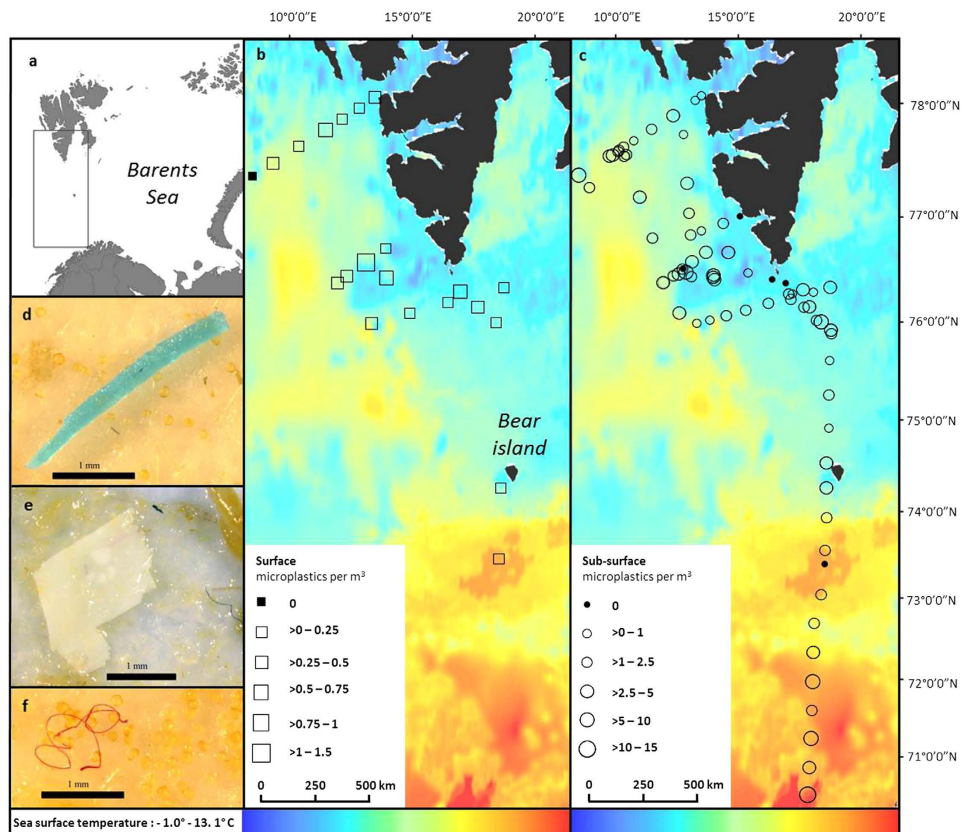 10°0'0"E 15°0'0"E 20°0'0"E 10°0'0"E 15°0'0"E 20°0'0"E
a
Barents
Sea
b
c
78°0'0"N
77°0'0"N
76°0'0"N
75°0'0"N
74°0'0"N
73°0'0"N
72°0'0"N
71°0'0"N
d
1 mm
e
1 mm
f
1 mm
Bear
island
Surface
microplastics per m³
0
>0 – 0.25
>0.25 – 0.5
>0.5 – 0.75
>0.75 – 1
>1 – 1.5
0 250 500 km
Sub-surface
microplastics per m³
0
>0 – 1
>1 – 2.5
>2.5 – 5
>5 – 10
>10 – 15
0 250 500 km
Sea surface temperature : - 1.0° - 13. 1° C